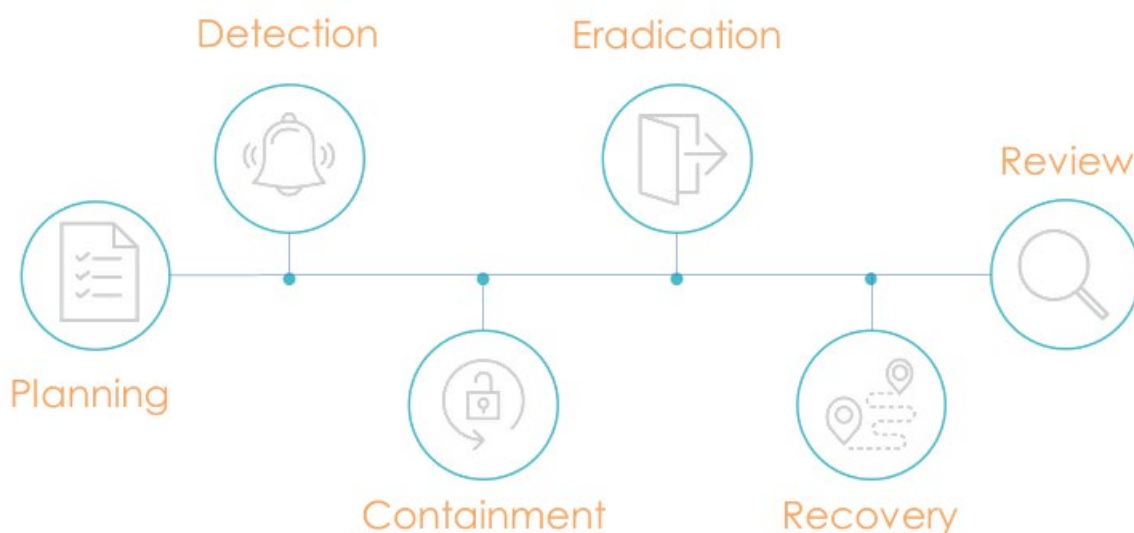 Detection
Eradication
Review
Planning
Containment
Recovery